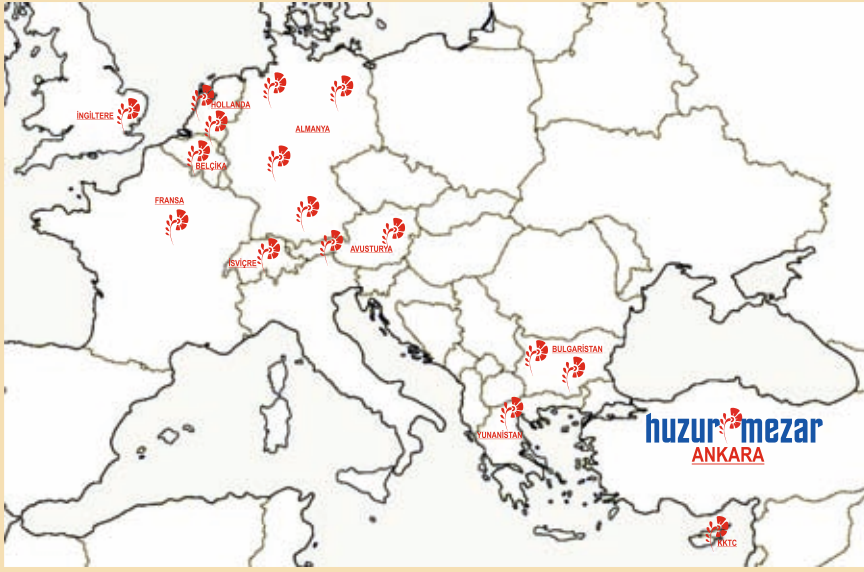 HOLLANDA
İNGİLTERE
ALMANYA
BELÇİKA
FRANSA
AVUSTURYA
İSVİÇRE
BULGARİSTAN
YUNANİSTAN
huzur mezar
ANKARA
KKTC